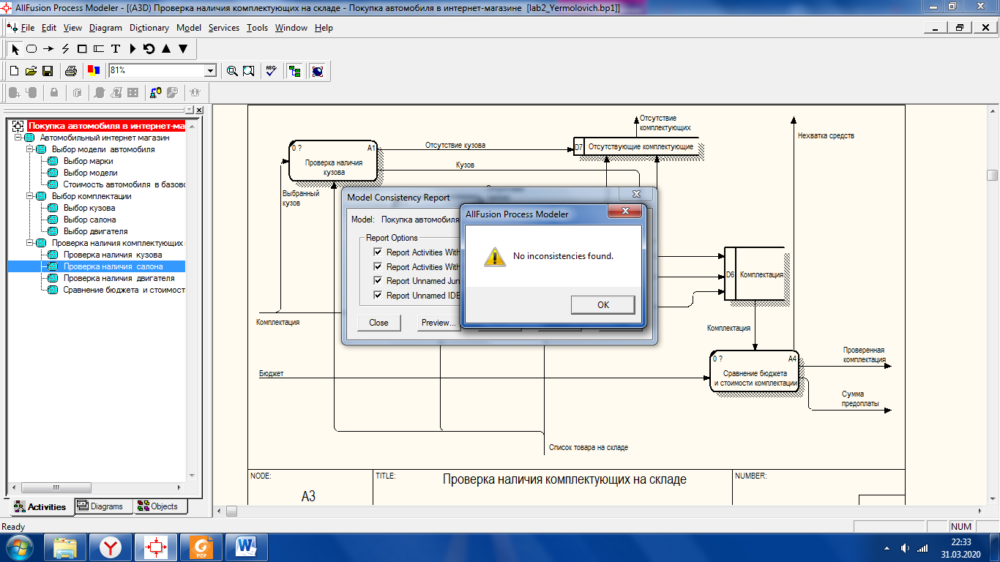 AllFusion Process Modeler - [(A3D) Проверка наличия комплектующих на складе - Покупка автомобиля в интернет-магазине [lab2_Yermolovich.bp1]]
File Edit View Diagram Dictionary Model Services Tools Window Help
81%
ABC
Покупка автомобиля в интернет-ма
Автомобильный интернет магазин
Выбор модели автомобиля
Выбор марки
Выбор модели
Стоимость автомобиля в базово
Выбор комплектации
Выбор кузова
Выбор салона
Выбор двигателя
Проверка наличия комплектующих
Проверка наличия кузова
Проверка наличия салона
Проверка наличия двигателя
Сравнение бюджета и стоимост
Activities Diagrams Objects
0 ? A1
Проверка наличия
кузова
Отсутствие кузова
Кузов
Выбранный
кузов
Отсутствие
комплектующих
D7 Отсутствующие комплектующие
Нехватка средств
Model Consistency Report
Model: Покупка автомобиля
Report Options
Report Activities With
Report Activities With
Report Unnamed Jun
Report Unnamed IDE
Close Preview...
AllFusion Process Modeler
No inconsistencies found.
OK
D6 Комплектация
Комплектация
Комплектация
0 ? A4
Сравнение бюджета
и стоимости комплектации
Проверенная
комплектация
Бюджет
Сумма
предоплаты
Список товара на складе
NODE: TITLE: NUMBER:
A3 Проверка наличия комплектующих на складе
Ready NUM
PDF
22:33
31.03.2020